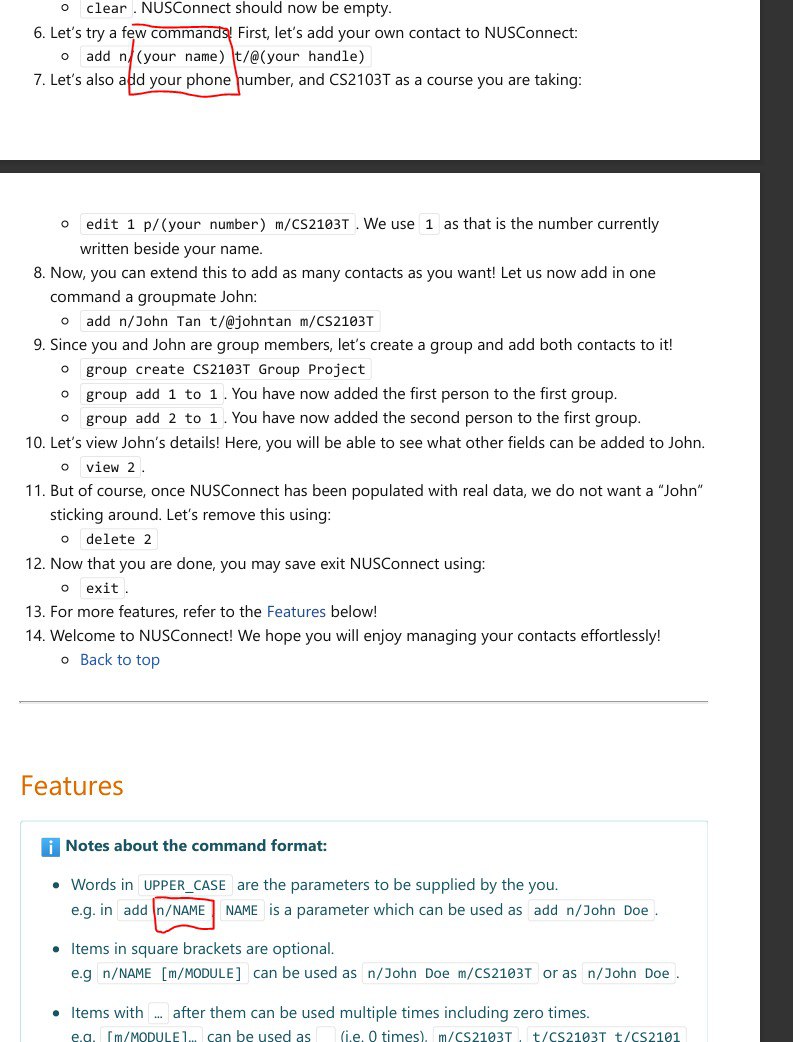 clear . NUSConnect should now be empty.
6. Let's try a few commands! First, let's add your own contact to NUSConnect:
add n/(your name) t/@(your handle)
7. Let's also add your phone number, and CS2103T as a course you are taking:
edit 1 p/(your number) m/CS2103T . We use 1 as that is the number currently
written beside your name.
8. Now, you can extend this to add as many contacts as you want! Let us now add in one
command a groupmate John:
add n/John Tan t/@johntan m/CS2103T
9. Since you and John are group members, let's create a group and add both contacts to it!
group create CS2103T Group Project
group add 1 to 1 . You have now added the first person to the first group.
group add 2 to 1 . You have now added the second person to the first group.
10. Let's view John's details! Here, you will be able to see what other fields can be added to John.
view 2 .
11. But of course, once NUSConnect has been populated with real data, we do not want a “John”
sticking around. Let's remove this using:
delete 2
12. Now that you are done, you may save exit NUSConnect using:
exit .
13. For more features, refer to the Features below!
14. Welcome to NUSConnect! We hope you will enjoy managing your contacts effortlessly!
Back to top
Features
Notes about the command format:
Words in UPPER_CASE are the parameters to be supplied by the you.
e.g. in add n/NAME , NAME is a parameter which can be used as add n/John Doe .
Items in square brackets are optional.
e.g n/NAME [m/MODULE] can be used as n/John Doe m/CS2103T or as n/John Doe .
Items with … after them can be used multiple times including zero times.
e.g. [m/MODULE]… can be used as (i.e. 0 times), m/CS2103T , t/CS2103T t/CS2101